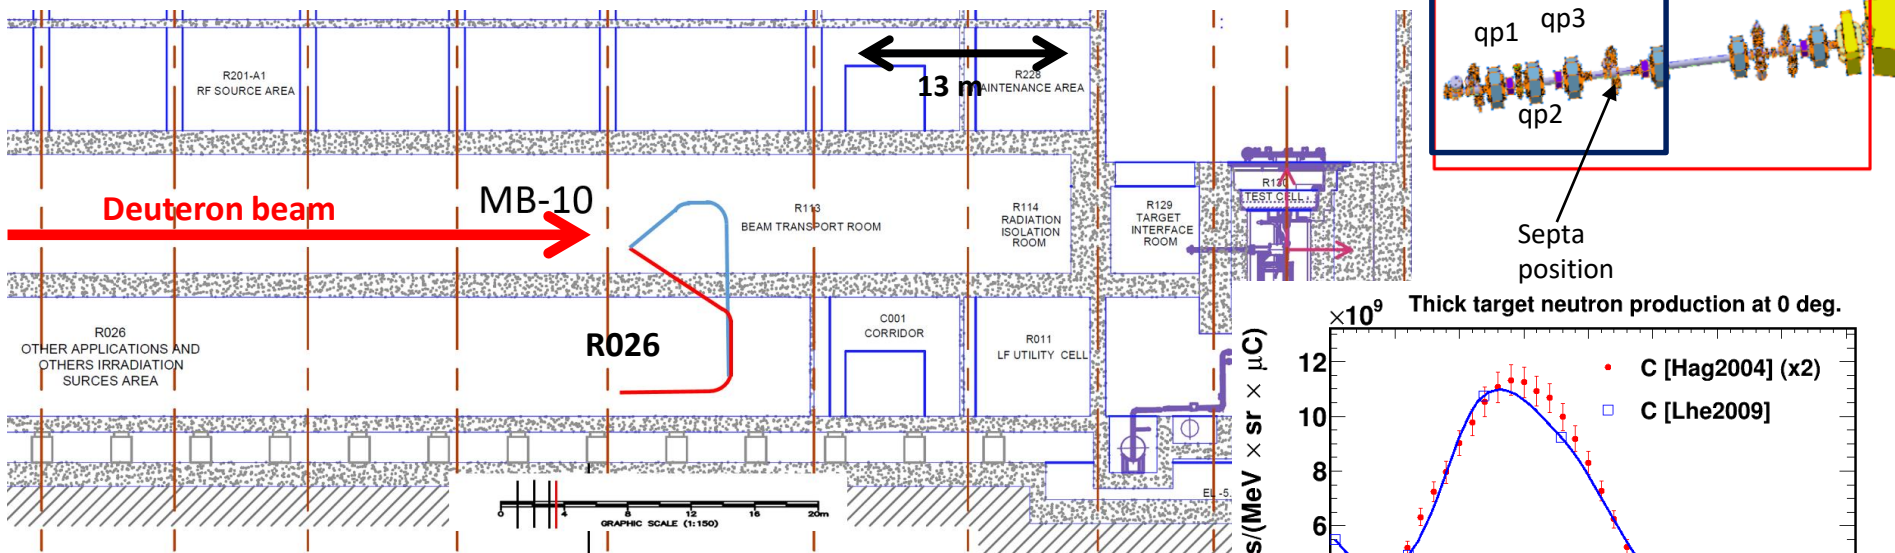 R201-A1
RF SOURCE AREA
13 m
R228
AINTENANCE AREA
Deuteron beam
MB-10
R113
BEAM TRANSPORT ROOM
R114
RADIATION
ISOLATION
ROOM
R129
TARGET
INTERFACE
ROOM
R130
TEST CELL
R026
OTHER APPLICATIONS AND
OTHERS IRRADIATION
SURCES AREA
R026
C001
CORRIDOR
R011
LF UTILITY CELL
EL -5.
0
4
8
12
16
20m
GRAPHIC SCALE (1:150)
qp1
qp3
qp2
Septa
position
Thick target neutron production at 0 deg.
×10⁹
s/(MeV × sr × μC)
12
10
8
6
C [Hag2004] (x2)
C [Lhe2009]